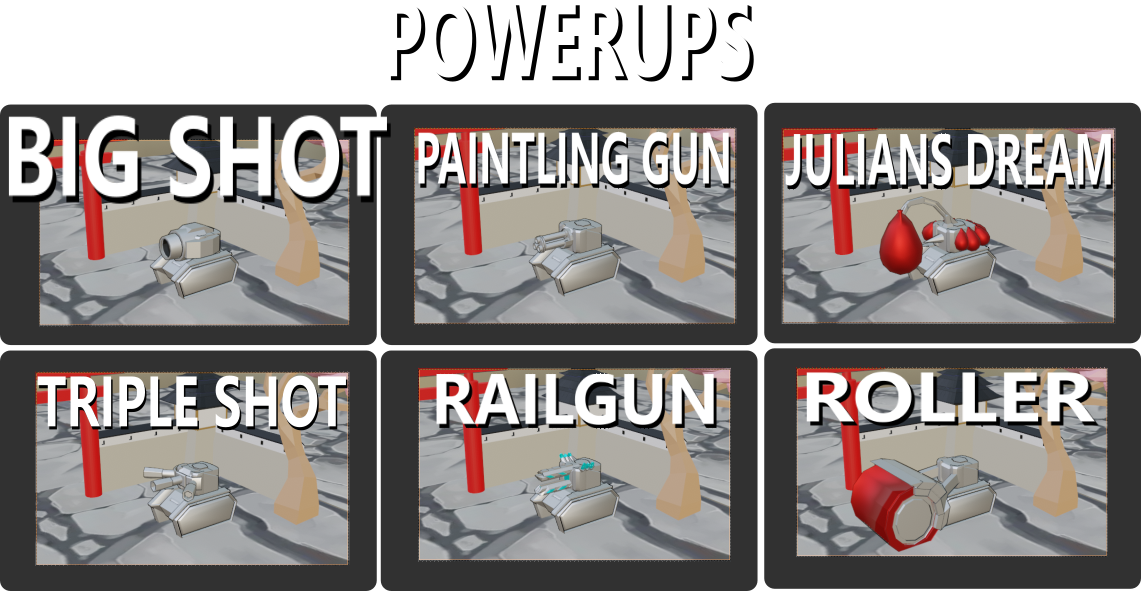 POWERUPS
BIG SHOT
PAINTLING GUN
JULIANS DREAM
TRIPLE SHOT
RAILGUN
ROLLER